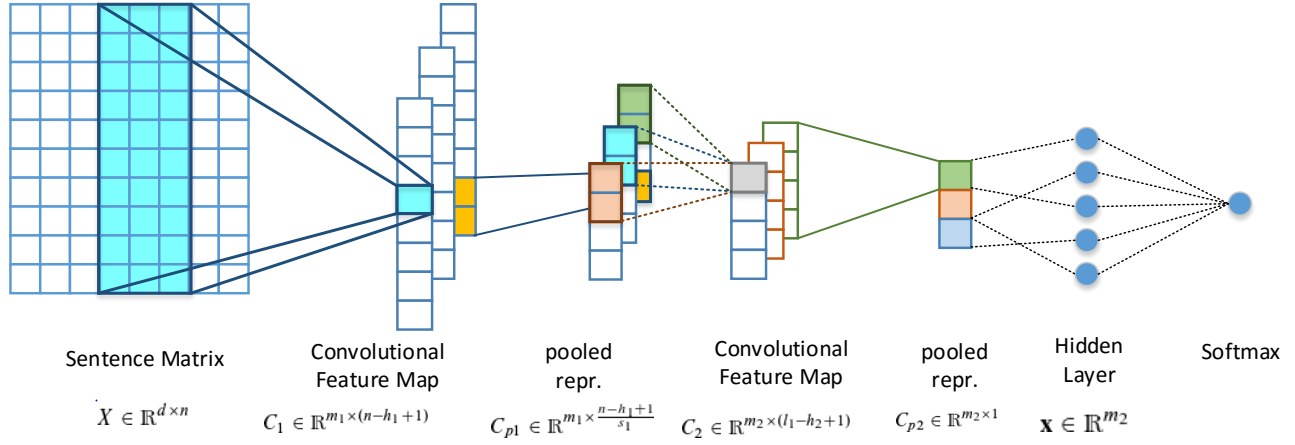 Sentence Matrix
X ∈ ℝ^{d×n}
Convolutional
Feature Map
C_1 ∈ ℝ^{m_1×(n−h_1+1)}
pooled
repr.
C_{p1} ∈ ℝ^{m_1×\frac{n−h_1+1}{s_1}}
Convolutional
Feature Map
C_2 ∈ ℝ^{m_2×(l_1−h_2+1)}
pooled
repr.
C_{p2} ∈ ℝ^{m_2×1}
Hidden
Layer
𝐱 ∈ ℝ^{m_2}
Softmax